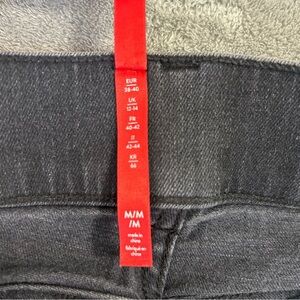 EUR
38-40
UK
12-14
FR
40-42
IT
42-44
KR
66
M/M
/M
made in
china
fabriqué en
chine